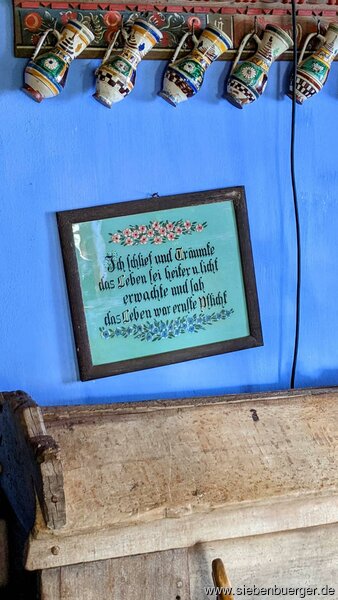 Ich schlief und Träumte
das Leben sei heiter u. licht
erwachte und sah
das Leben war ernste Pflicht
© www.siebenbuerger.de